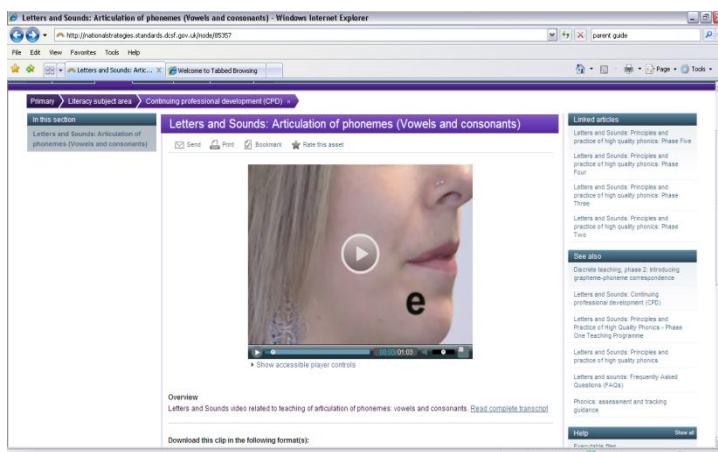 Letters and Sounds: Articulation of phonemes (Vowels and consonants) - Windows Internet Explorer
http://nationalstrategies.standards.dcsf.gov.uk/node/85357
parent guide
File Edit View Favorites Tools Help
Letters and Sounds: Artic... X
Welcome to Tabbed Browsing
Page
Tools
Primary
Literacy subject area
Continuing professional development (CPD)
In this section
Letters and Sounds: Articulation of
phonemes (Vowels and consonants)
Letters and Sounds: Articulation of phonemes (Vowels and consonants)
Send Print Bookmark Rate this asset
e
00:00/01:03
Show accessible player controls
Overview
Letters and Sounds video related to teaching of articulation of phonemes: vowels and consonants. Read complete transcript
Download this clip in the following format(s):
Linked articles
Letters and Sounds: Principles and
practice of high quality phonics: Phase Five
Letters and Sounds: Principles and
practice of high quality phonics: Phase
Four
Letters and Sounds: Principles and
practice of high quality phonics: Phase
Three
Letters and Sounds: Principles and
practice of high quality phonics: Phase
Two
See also
Discrete teaching, phase 2: Introducing
grapheme-phoneme correspondence
Letters and Sounds: Continuing
professional development (CPD)
Letters and Sounds: Principles and
Practice of High Quality Phonics - Phase
One Teaching Programme
Letters and Sounds: Principles and
practice of high quality phonics
Letters and sounds: Frequently Asked
Questions (FAQs)
Phonics: assessment and tracking
guidance
Help Show all
Executable files